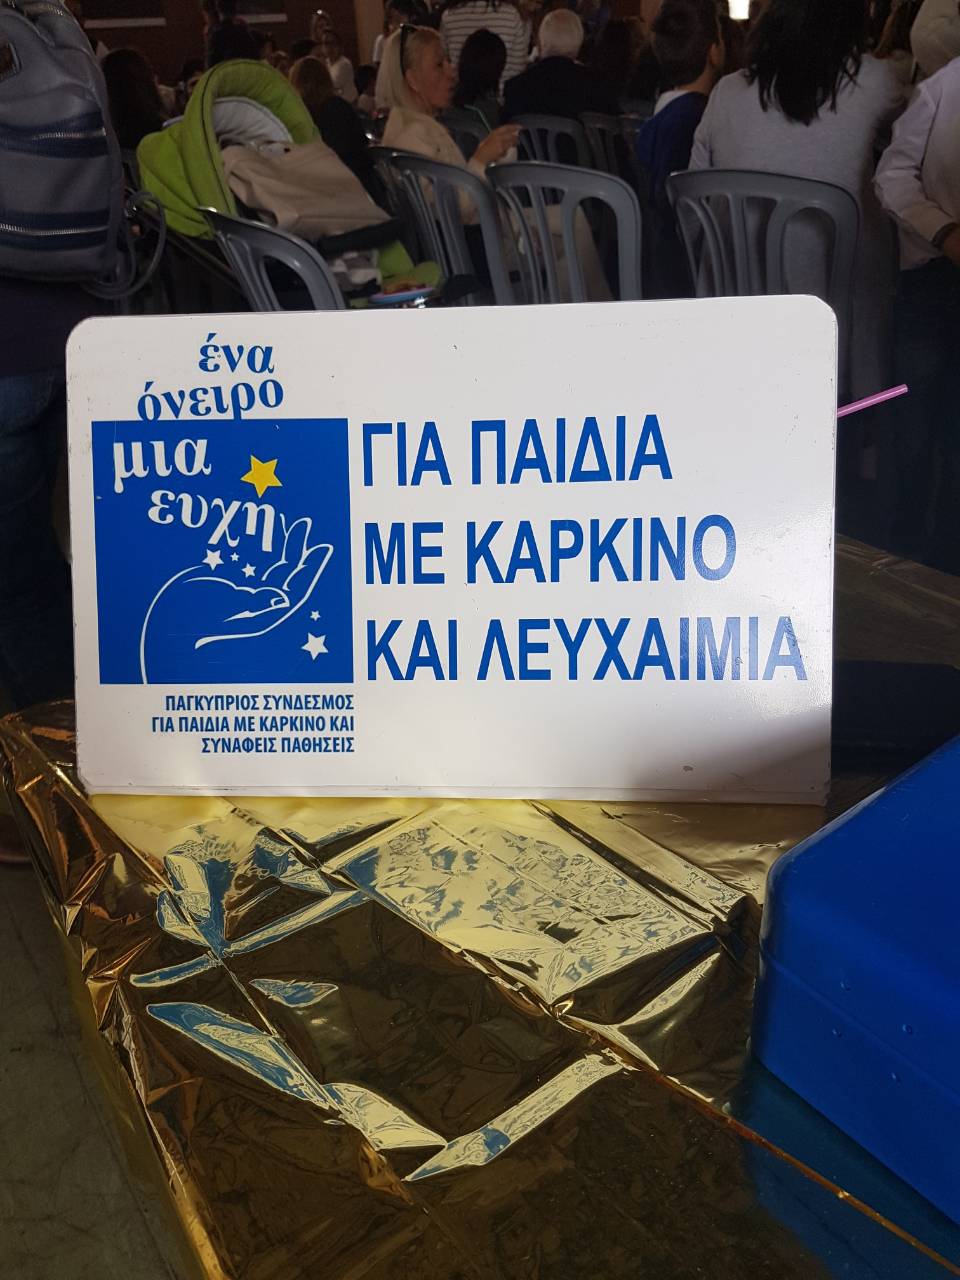 ένα
όνειρο
μια
ευχή
ΓΙΑ ΠΑΙΔΙΑ
ΜΕ ΚΑΡΚΙΝΟ
ΚΑΙ ΛΕΥΧΑΙΜΙΑ
ΠΑΓΚΥΠΡΙΟΣ ΣΥΝΔΕΣΜΟΣ
ΓΙΑ ΠΑΙΔΙΑ ΜΕ ΚΑΡΚΙΝΟ ΚΑΙ
ΣΥΝΑΦΕΙΣ ΠΑΘΗΣΕΙΣ